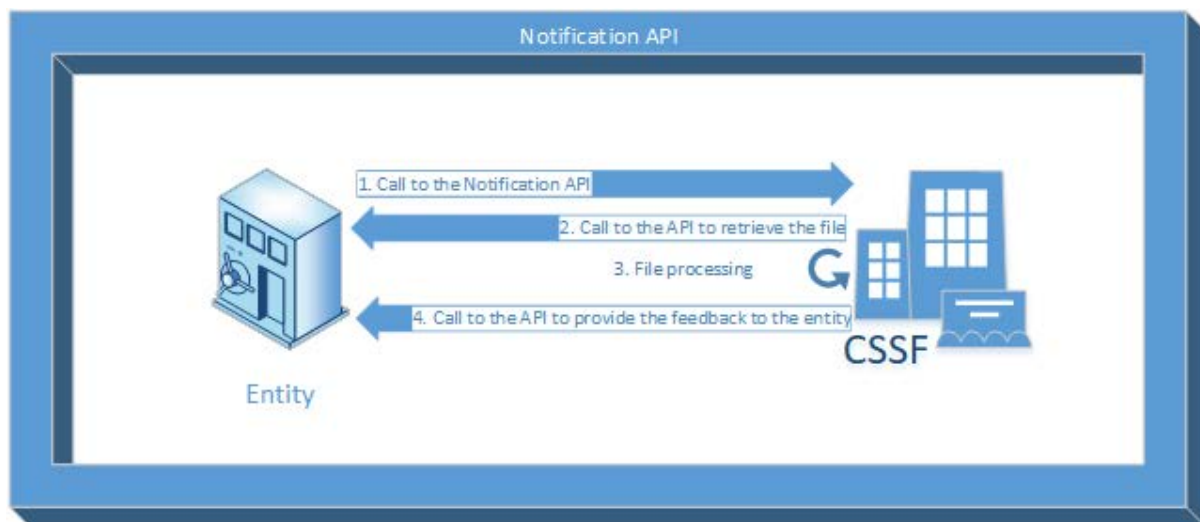 Notification API
1. Call to the Notification API
2. Call to the API to retrieve the file
3. File processing
4. Call to the API to provide the feedback to the entity
CSSF
Entity